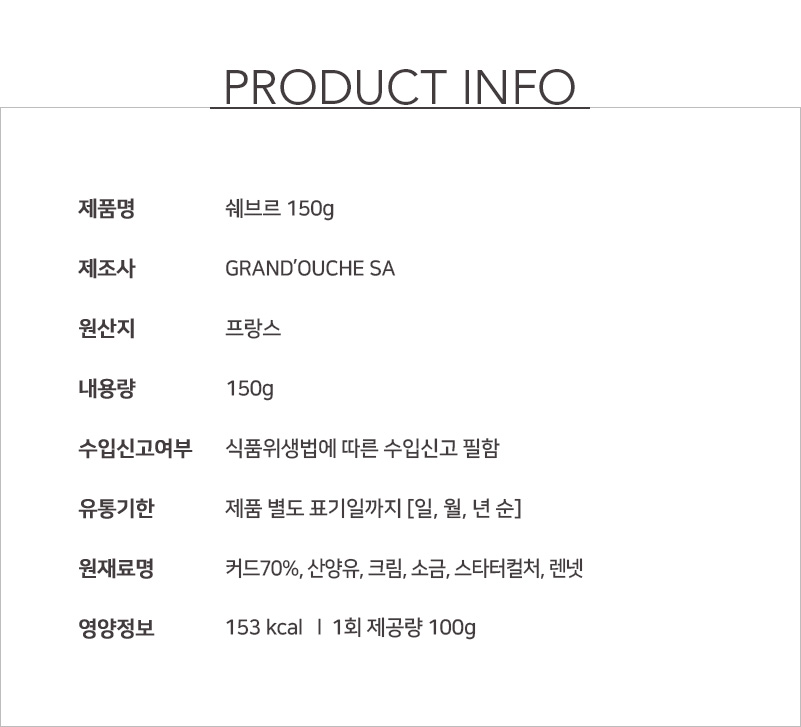 PRODUCT INFO
제품명 쉐브르 150g
제조사 GRAND’OUCHE SA
원산지 프랑스
내용량 150g
수입신고여부 식품위생법에 따른 수입신고 필함
유통기한 제품 별도 표기일까지 [일, 월, 년 순]
원재료명 커드70%, 산양유, 크림, 소금, 스타터컬처, 렌넷
영양정보 153 kcal ㅣ 1회 제공량 100g